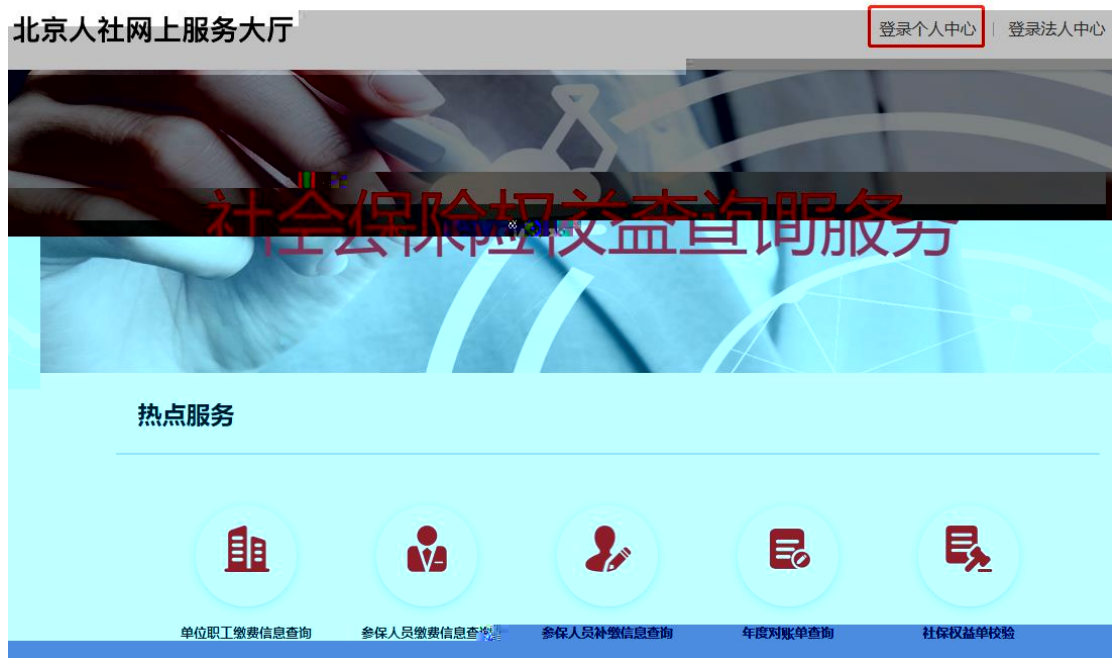 北京人社网上服务大厅
登录个人中心 | 登录法人中心
社会保险权益查询服务
热点服务
单位职工缴费信息查询 参保人员缴费信息查询 参保人员补缴信息查询 年度对账单查询 社保权益单校验